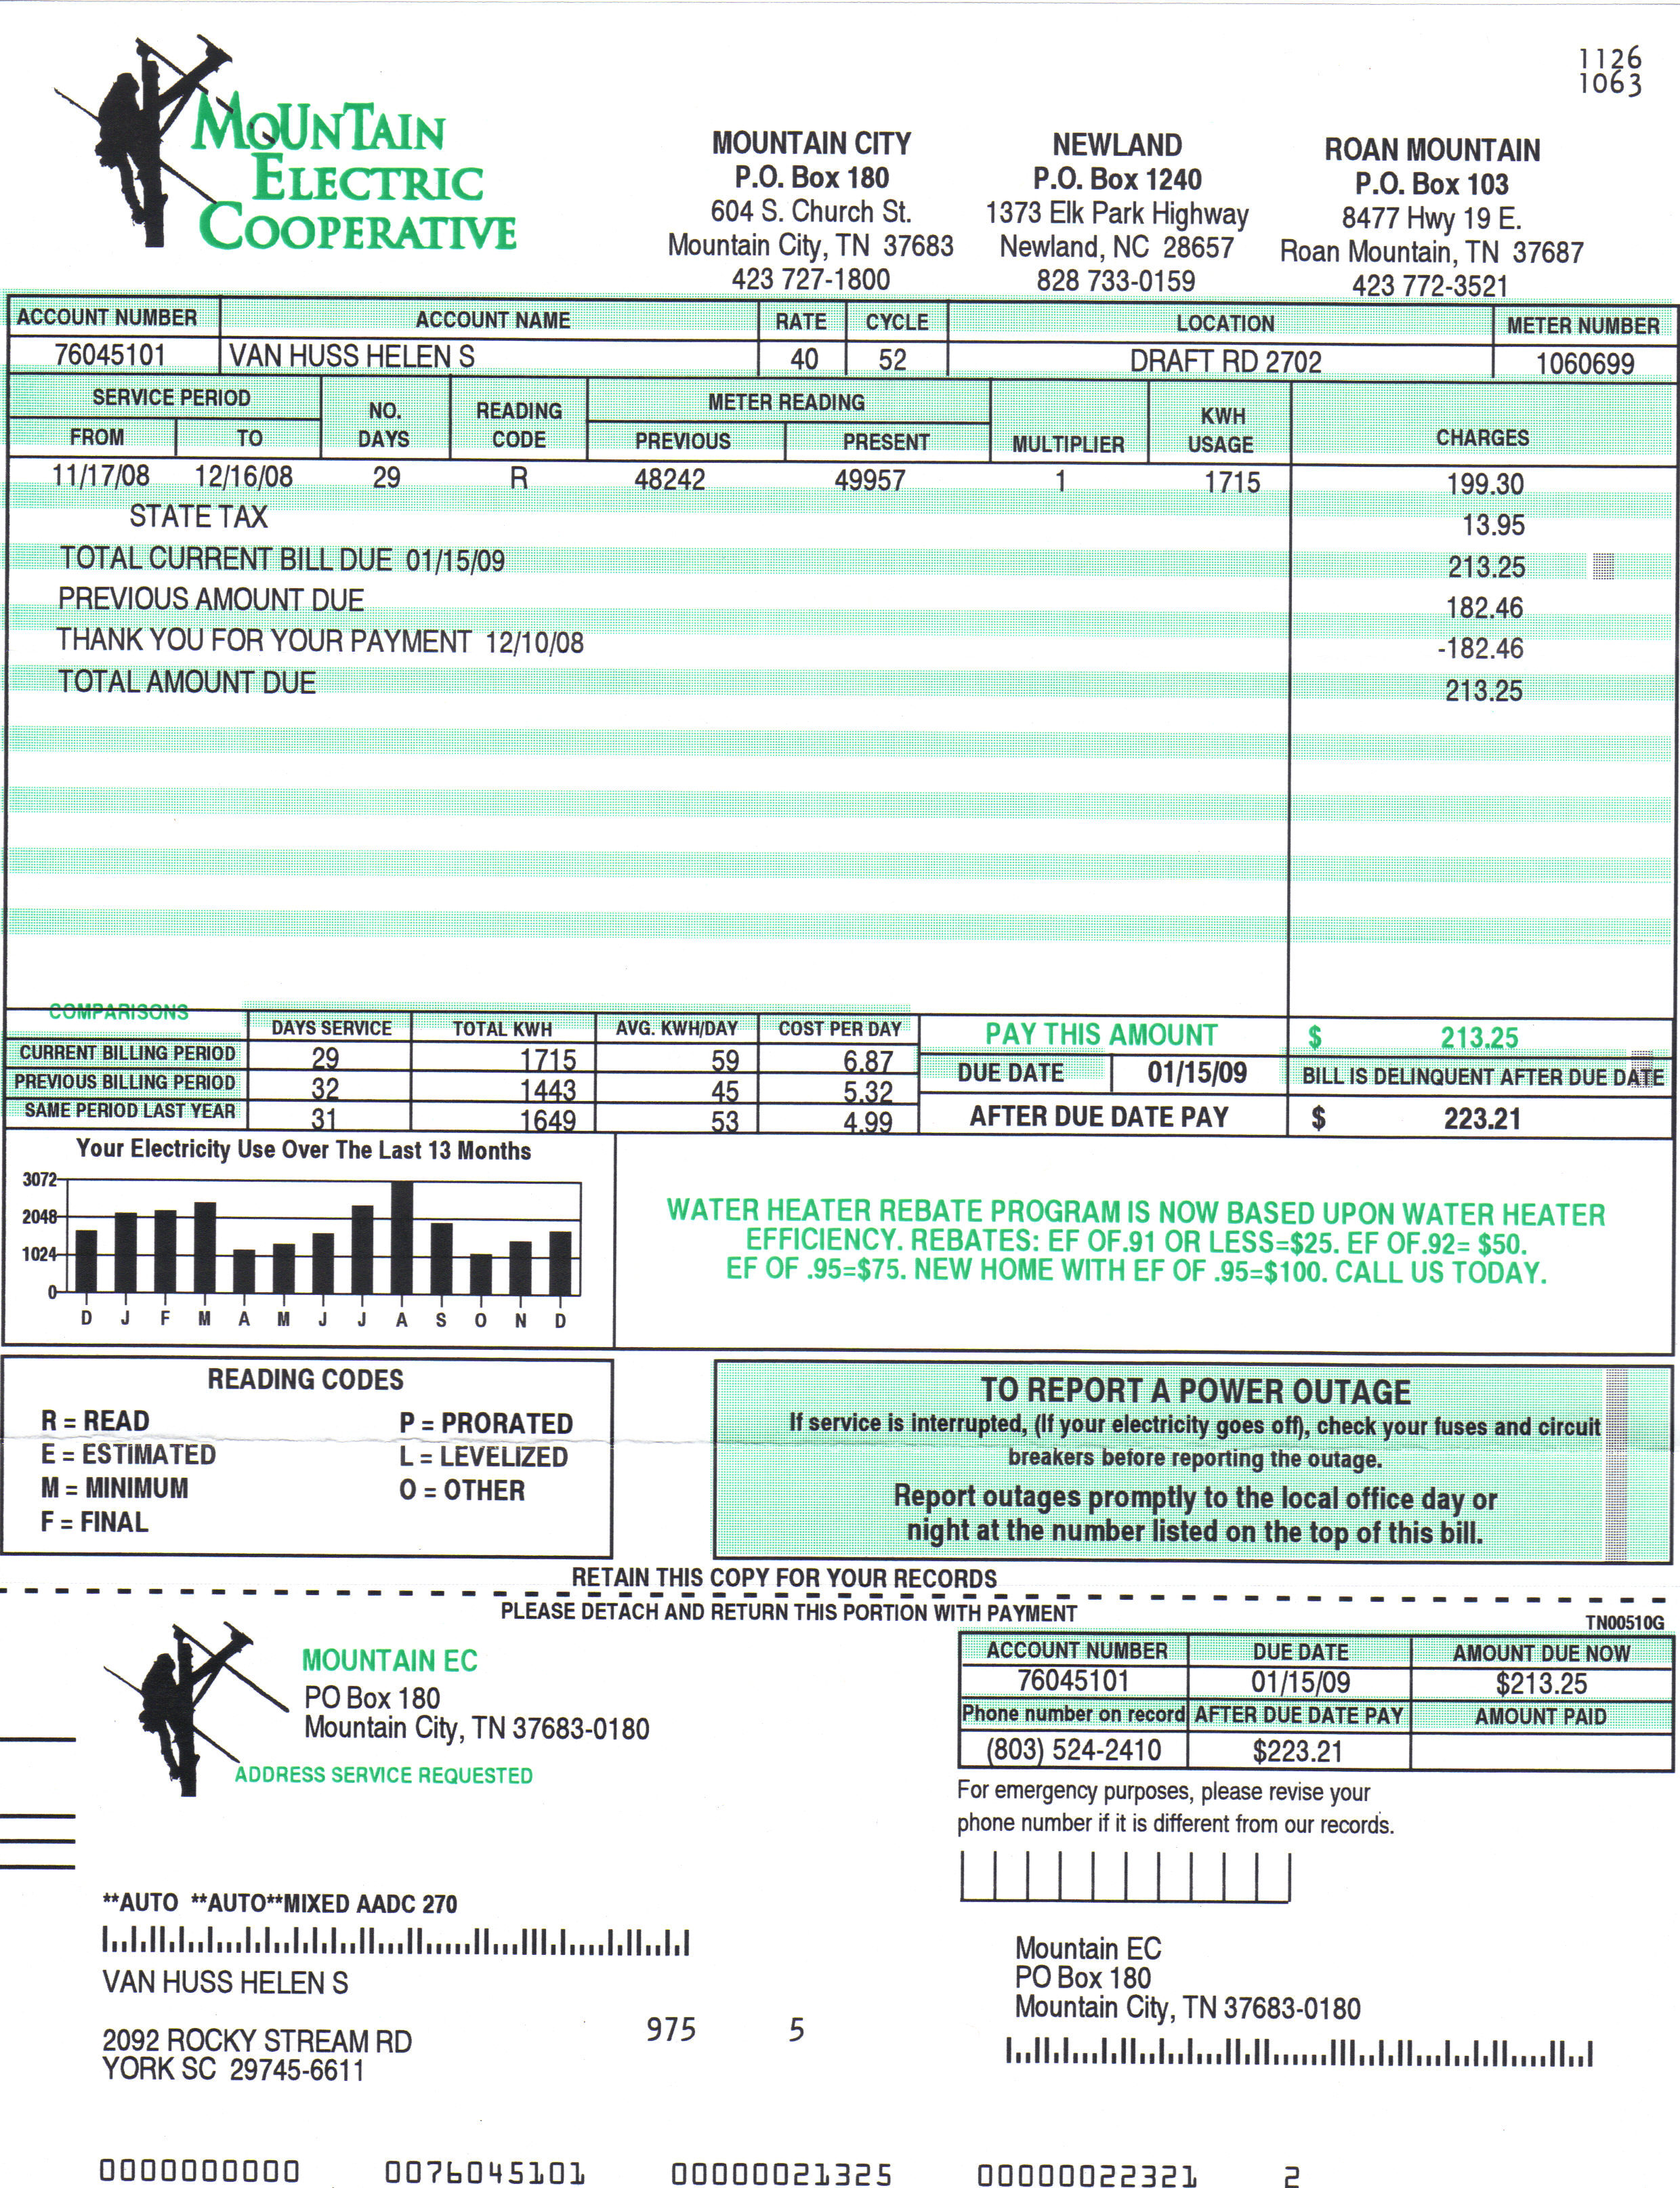 1126
1063
MOUNTAIN
ELECTRIC
COOPERATIVE
MOUNTAIN CITY
P.O. Box 180
604 S. Church St.
Mountain City, TN 37683
423 727-1800
NEWLAND
P.O. Box 1240
1373 Elk Park Highway
Newland, NC 28657
828 733-0159
ROAN MOUNTAIN
P.O. Box 103
8477 Hwy 19 E.
Roan Mountain, TN 37687
423 772-3521
ACCOUNT NUMBER ACCOUNT NAME RATE CYCLE LOCATION METER NUMBER
76045101 VAN HUSS HELEN S 40 52 DRAFT RD 2702 1060699
SERVICE PERIOD NO. DAYS READING CODE METER READING MULTIPLIER KWH USAGE CHARGES
FROM TO PREVIOUS PRESENT
11/17/08 12/16/08 29 R 48242 49957 1 1715 199.30
STATE TAX 13.95
TOTAL CURRENT BILL DUE 01/15/09 213.25
PREVIOUS AMOUNT DUE 182.46
THANK YOU FOR YOUR PAYMENT 12/10/08 -182.46
TOTAL AMOUNT DUE 213.25
COMPARISONS DAYS SERVICE TOTAL KWH AVG. KWH/DAY COST PER DAY
CURRENT BILLING PERIOD 29 1715 59 6.87
PREVIOUS BILLING PERIOD 32 1443 45 5.32
SAME PERIOD LAST YEAR 31 1649 53 4.99
PAY THIS AMOUNT $ 213.25
DUE DATE 01/15/09 BILL IS DELINQUENT AFTER DUE DATE
AFTER DUE DATE PAY $ 223.21
Your Electricity Use Over The Last 13 Months
3072
2048
1024
0
D J F M A M J J A S O N D
WATER HEATER REBATE PROGRAM IS NOW BASED UPON WATER HEATER
EFFICIENCY. REBATES: EF OF.91 OR LESS=$25. EF OF.92= $50.
EF OF .95=$75. NEW HOME WITH EF OF .95=$100. CALL US TODAY.
READING CODES
R = READ P = PRORATED
E = ESTIMATED L = LEVELIZED
M = MINIMUM O = OTHER
F = FINAL
TO REPORT A POWER OUTAGE
If service is interrupted, (If your electricity goes off), check your fuses and circuit
breakers before reporting the outage.
Report outages promptly to the local office day or
night at the number listed on the top of this bill.
RETAIN THIS COPY FOR YOUR RECORDS
PLEASE DETACH AND RETURN THIS PORTION WITH PAYMENT
TN00510G
MOUNTAIN EC
PO Box 180
Mountain City, TN 37683-0180
ADDRESS SERVICE REQUESTED
ACCOUNT NUMBER DUE DATE AMOUNT DUE NOW
76045101 01/15/09 $213.25
Phone number on record AFTER DUE DATE PAY AMOUNT PAID
(803) 524-2410 $223.21
For emergency purposes, please revise your
phone number if it is different from our records.
**AUTO **AUTO**MIXED AADC 270
VAN HUSS HELEN S
2092 ROCKY STREAM RD
YORK SC 29745-6611
975 5
Mountain EC
PO Box 180
Mountain City, TN 37683-0180
0000000000 0076045101 00000021325 00000022321 2